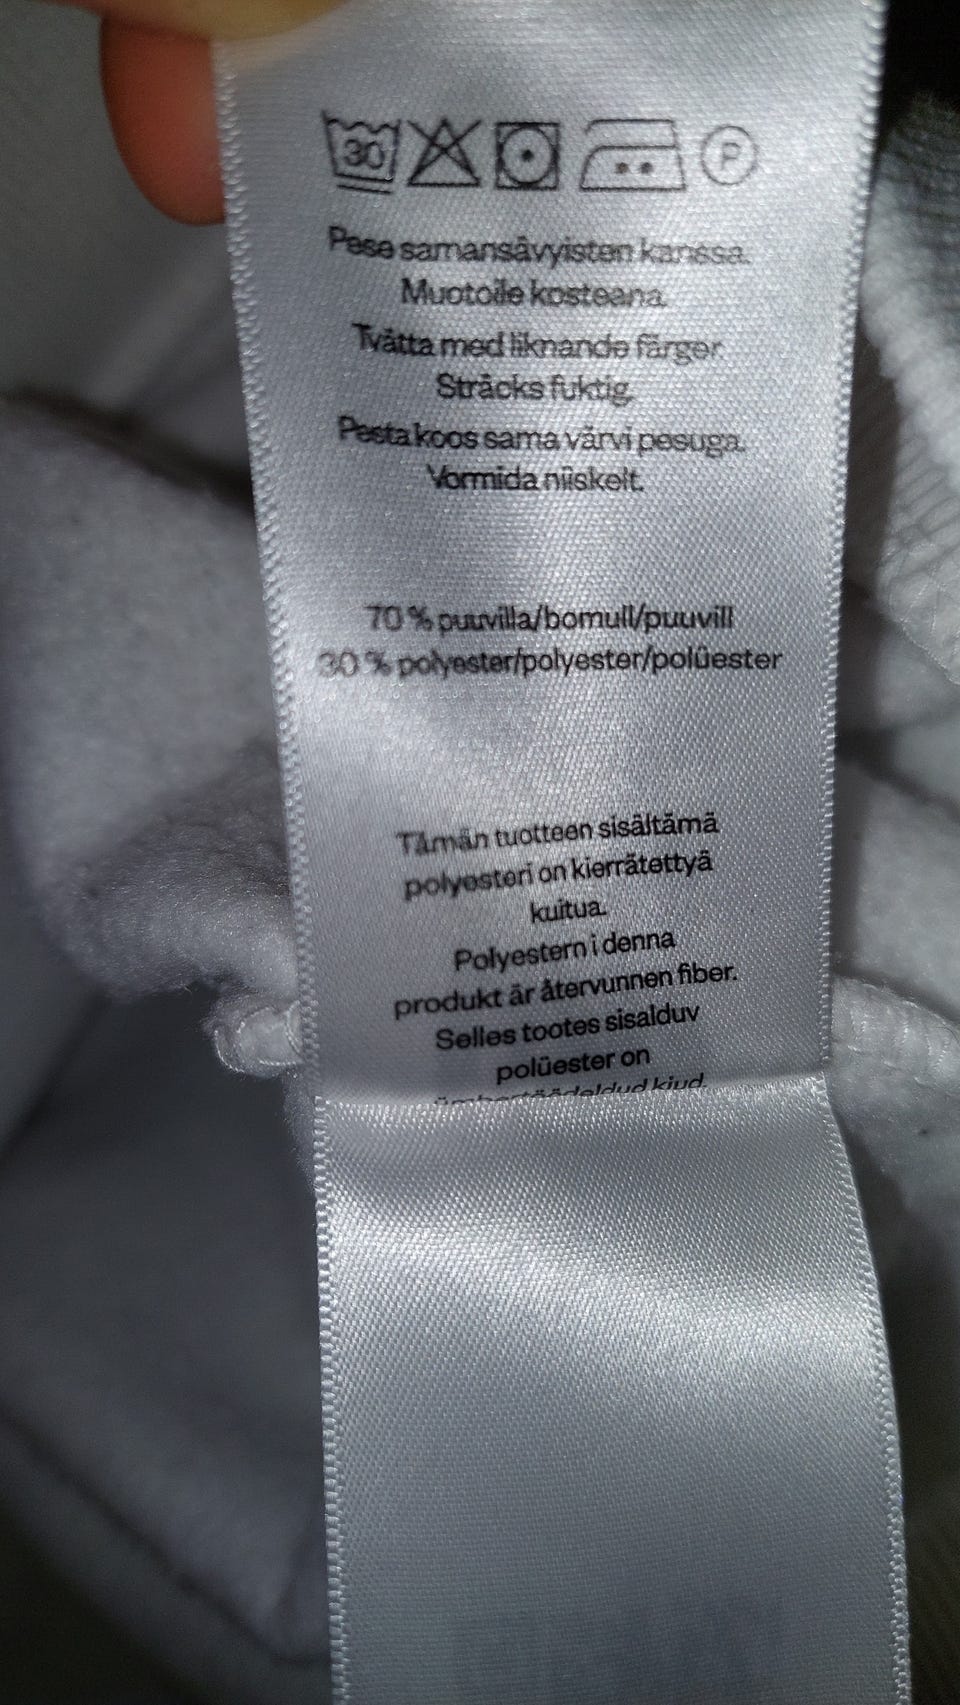 30 P
Pese samansävyisten kanssa.
Muotoile kosteana.
Tvätta med liknande färger.
Sträcks fuktig.
Pesta koos sama värvi pesuga.
Vormida niiskelt.
70 % puuvilla/bomull/puuvill
30 % polyester/polyester/polüester
Tämän tuotteen sisältämä
polyesteri on kierrätettyä
kuitua.
Polyestern i denna
produkt är återvunnen fiber.
Selles tootes sisalduv
polüester on
ümbertöödeldud kiud.